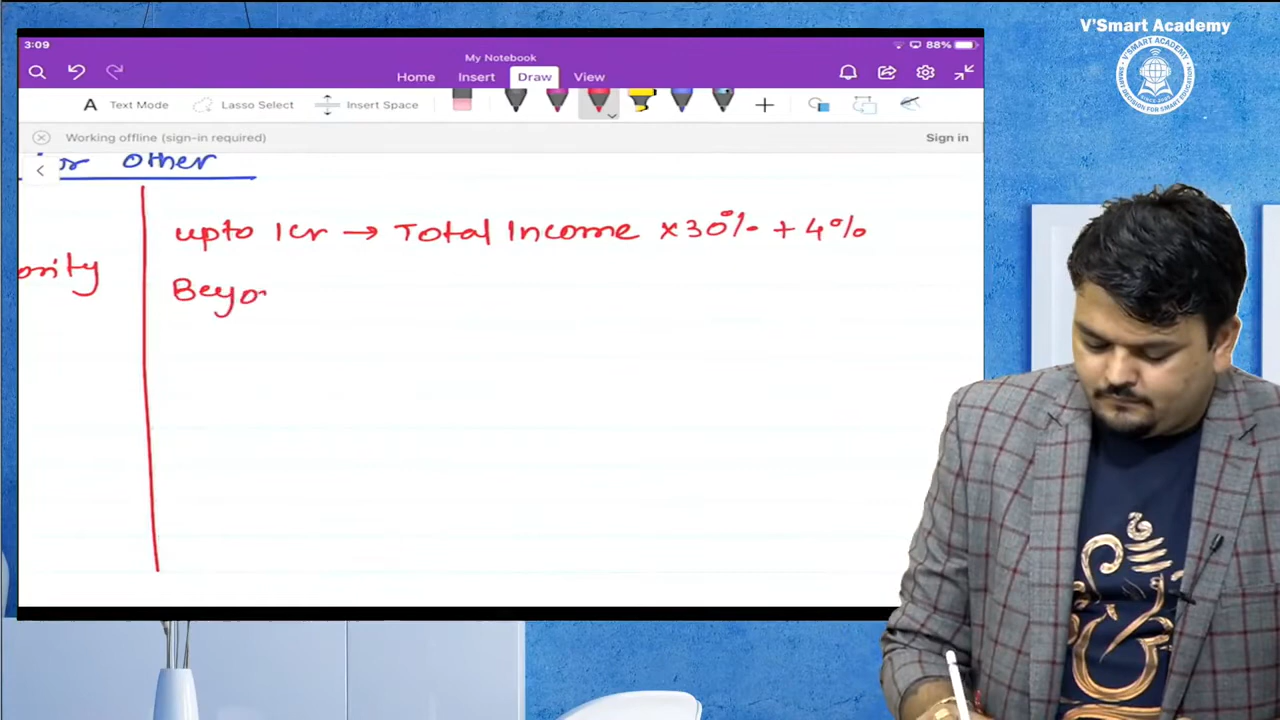 V'Smart Academy
3:09
88%
My Notebook
Home Insert Draw View
A Text Mode Lasso Select Insert Space
Working offline (sign-in required) Sign in
other
upto 1cr → Total Income × 30% + 4%
ority
Beyo